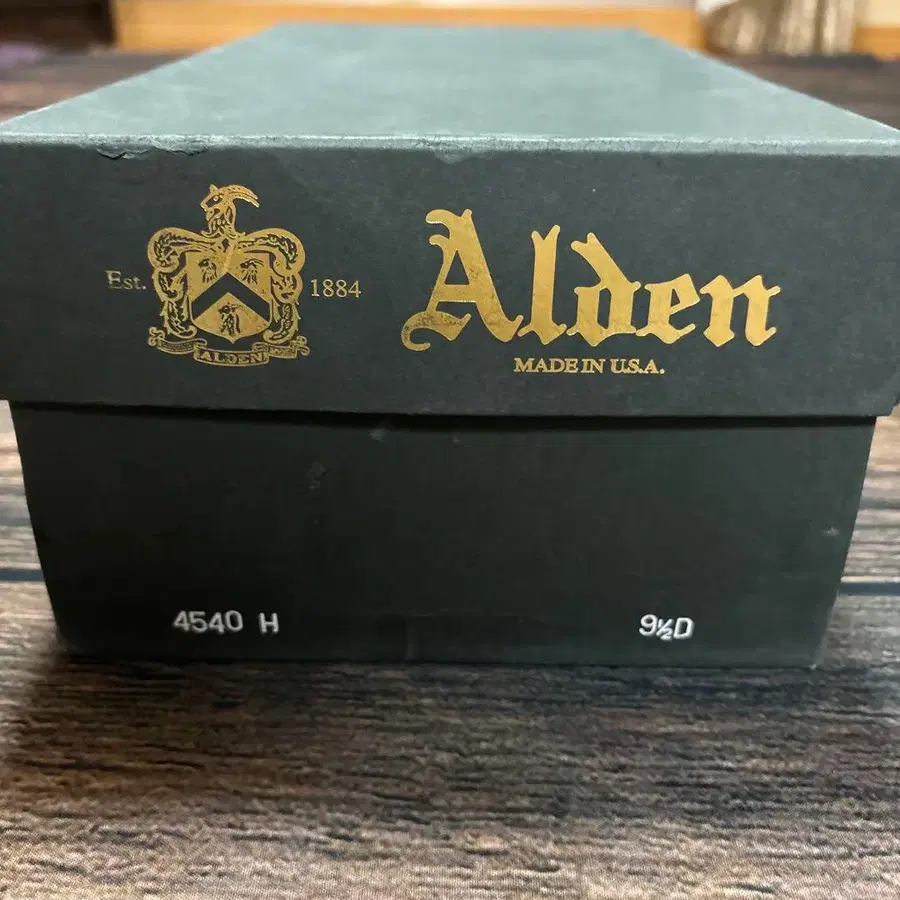 Est. 1884
ALDEN
Alden
MADE IN U.S.A.
4540 H 9½D